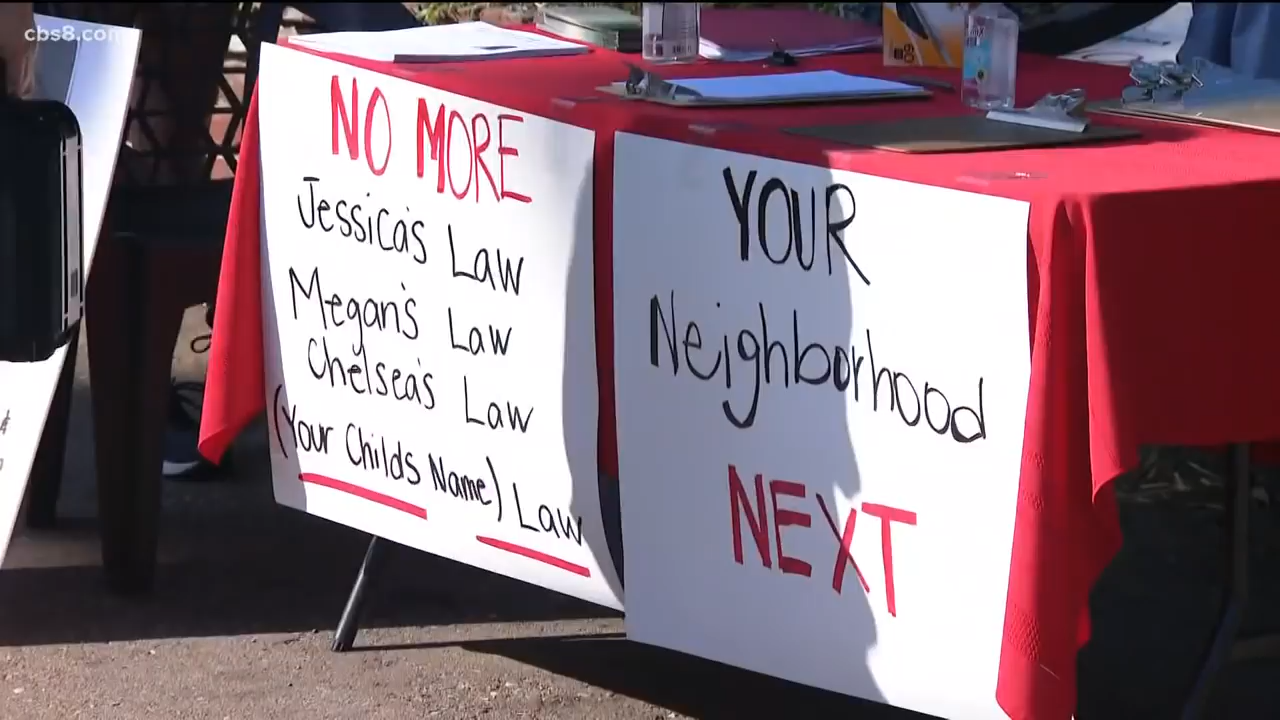 cbs8.com
NO MORE
Jessica's Law
Megan's Law
Chelsea's Law
(Your Childs Name) Law
YOUR
Neighborhood
NEXT